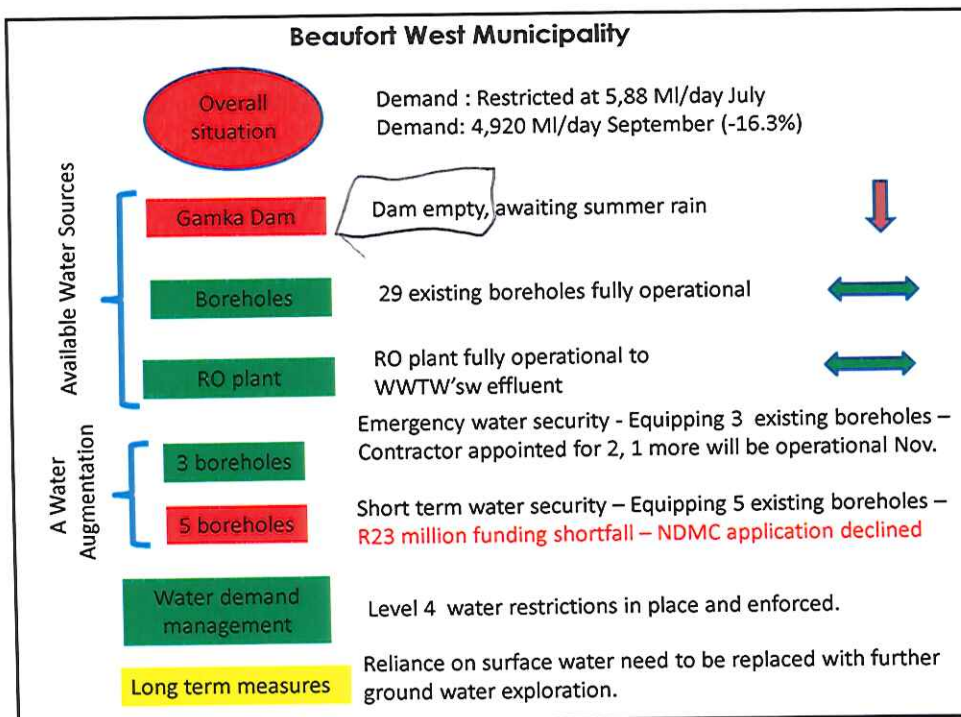 Beaufort West Municipality
Overall
situation
Demand : Restricted at 5,88 Ml/day July
Demand: 4,920 Ml/day September (-16.3%)
Available Water Sources
Gamka Dam
Dam empty, awaiting summer rain
Boreholes
29 existing boreholes fully operational
RO plant
RO plant fully operational to
WWTW'sw effluent
A Water
Augmentation
3 boreholes
Emergency water security - Equipping 3 existing boreholes –
Contractor appointed for 2, 1 more will be operational Nov.
5 boreholes
Short term water security – Equipping 5 existing boreholes –
R23 million funding shortfall – NDMC application declined
Water demand
management
Level 4 water restrictions in place and enforced.
Long term measures
Reliance on surface water need to be replaced with further
ground water exploration.